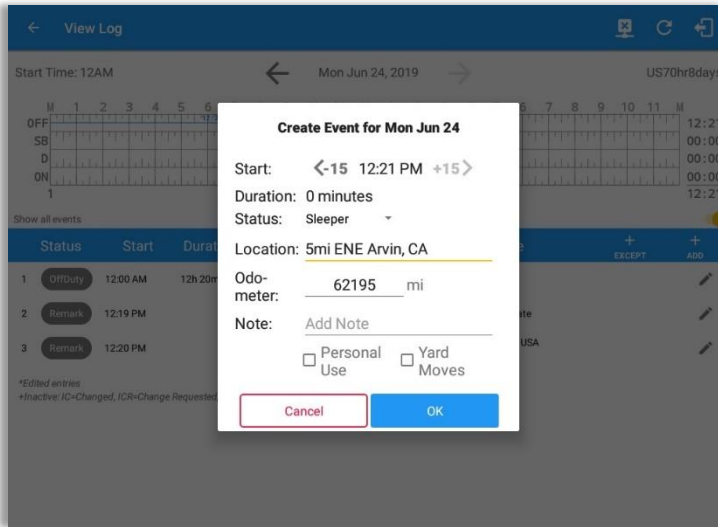 View Log
Start Time: 12AM
Mon Jun 24, 2019
US70hr8days
M 1 2 3 4 5 6
5 6 7 8 9 10 11 M
OFF
SB
D
ON
12:2
00:0
00:0
12:2
1
Show all events
Create Event for Mon Jun 24
Start: -15 12:21 PM +15
Duration: 0 minutes
Status: Sleeper
Location: 5mi ENE Arvin, CA
Odo-
meter: 62195 mi
Note: Add Note
Personal
Use
Yard
Moves
Cancel OK
Status Start Durat
+
EXCEPT
+
ADD
1 OffDuty 12:00 AM 12h 20m
2 Remark 12:19 PM
3 Remark 12:20 PM
USA
*Edited entries
+Inactive: IC=Changed, ICR=Change Requested,